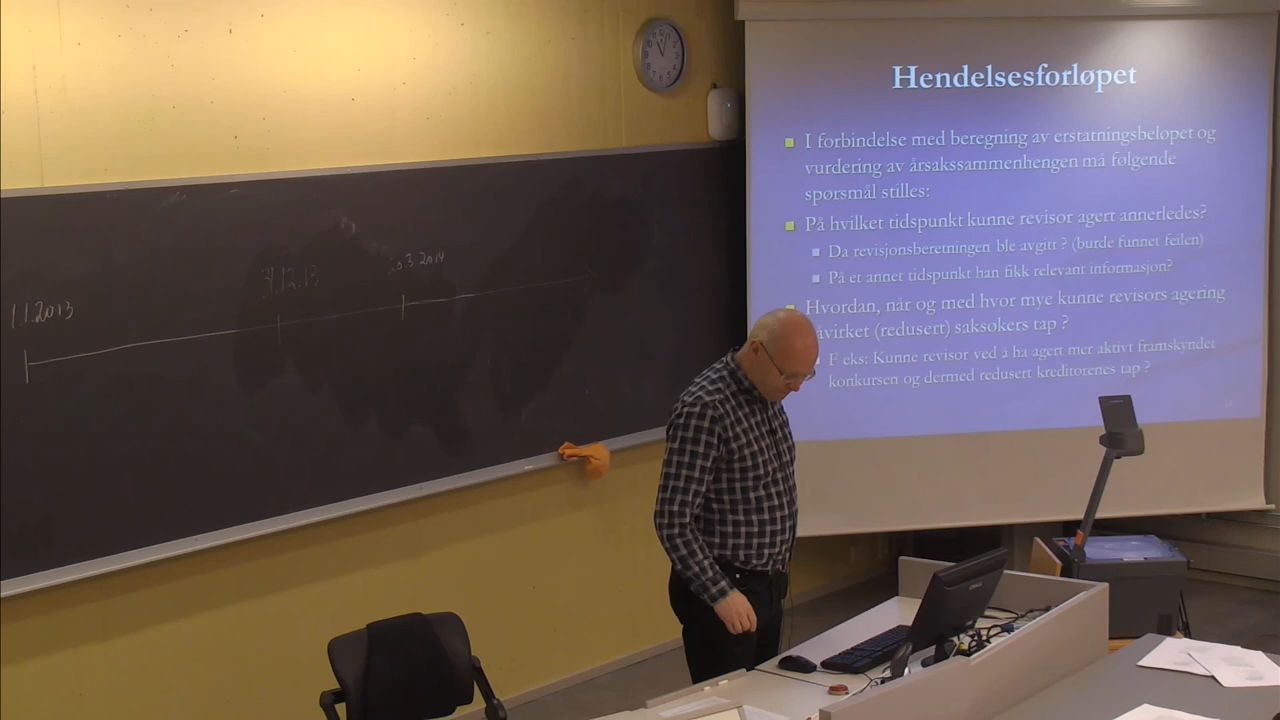 1.1.2013
31.12.13
20.3 2014
Hendelsesforløpet
I forbindelse med beregning av erstatningsbeløpet og
vurdering av årsakssammenhengen må følgende
spørsmål stilles:
På hvilket tidspunkt kunne revisor agert annerledes?
Da revisjonsberetningen ble avgitt ? (burde funnet feilen)
På et annet tidspunkt han fikk relevant informasjon?
Hvordan, når og med hvor mye kunne revisors agering
påvirket (redusert) saksøkers tap ?
F eks: Kunne revisor ved å ha agert mer aktivt framskyndet
konkursen og dermed redusert kreditorenes tap ?